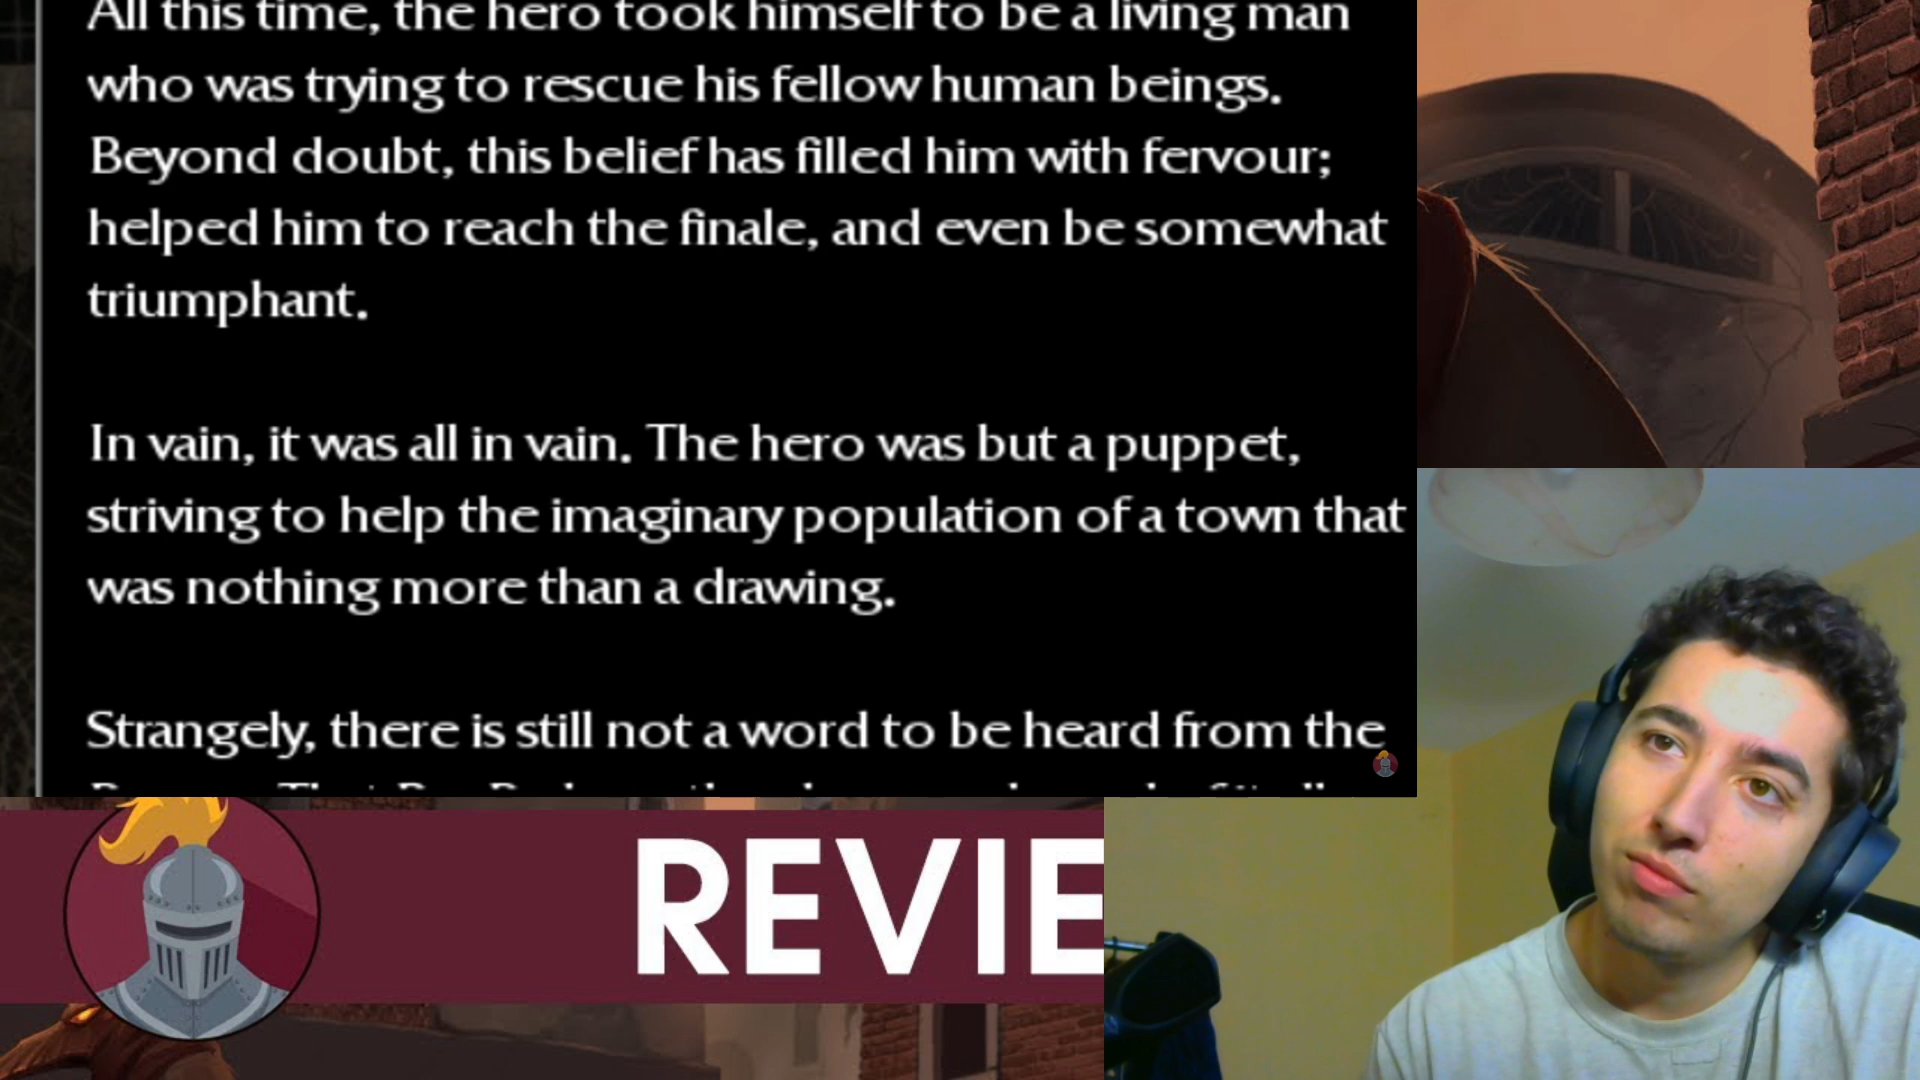 All this time, the hero took himself to be a living man
who was trying to rescue his fellow human beings.
Beyond doubt, this belief has filled him with fervour;
helped him to reach the finale, and even be somewhat
triumphant.
In vain, it was all in vain. The hero was but a puppet,
striving to help the imaginary population of a town that
was nothing more than a drawing.
Strangely, there is still not a word to be heard from the
REVIE